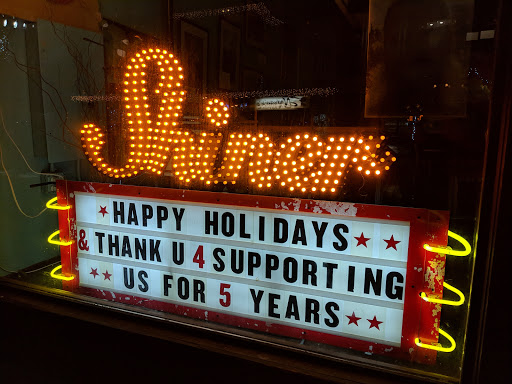 Shiner
HAPPY HOLIDAYS
& THANK U 4 SUPPORTING
US FOR 5 YEARS